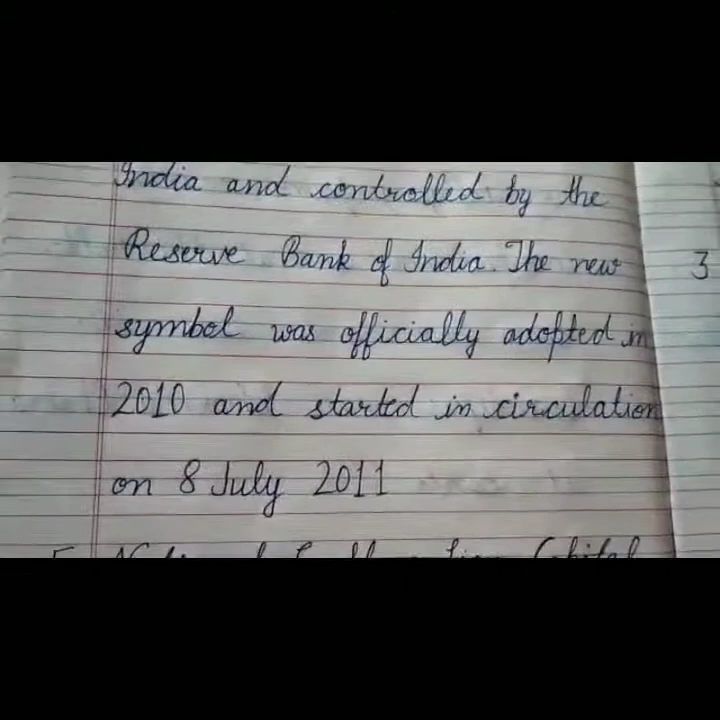 India and controlled by the
Reserve Bank of India. The new 3
symbol was officially adopted in
2010 and started in circulation
on 8 July 2011